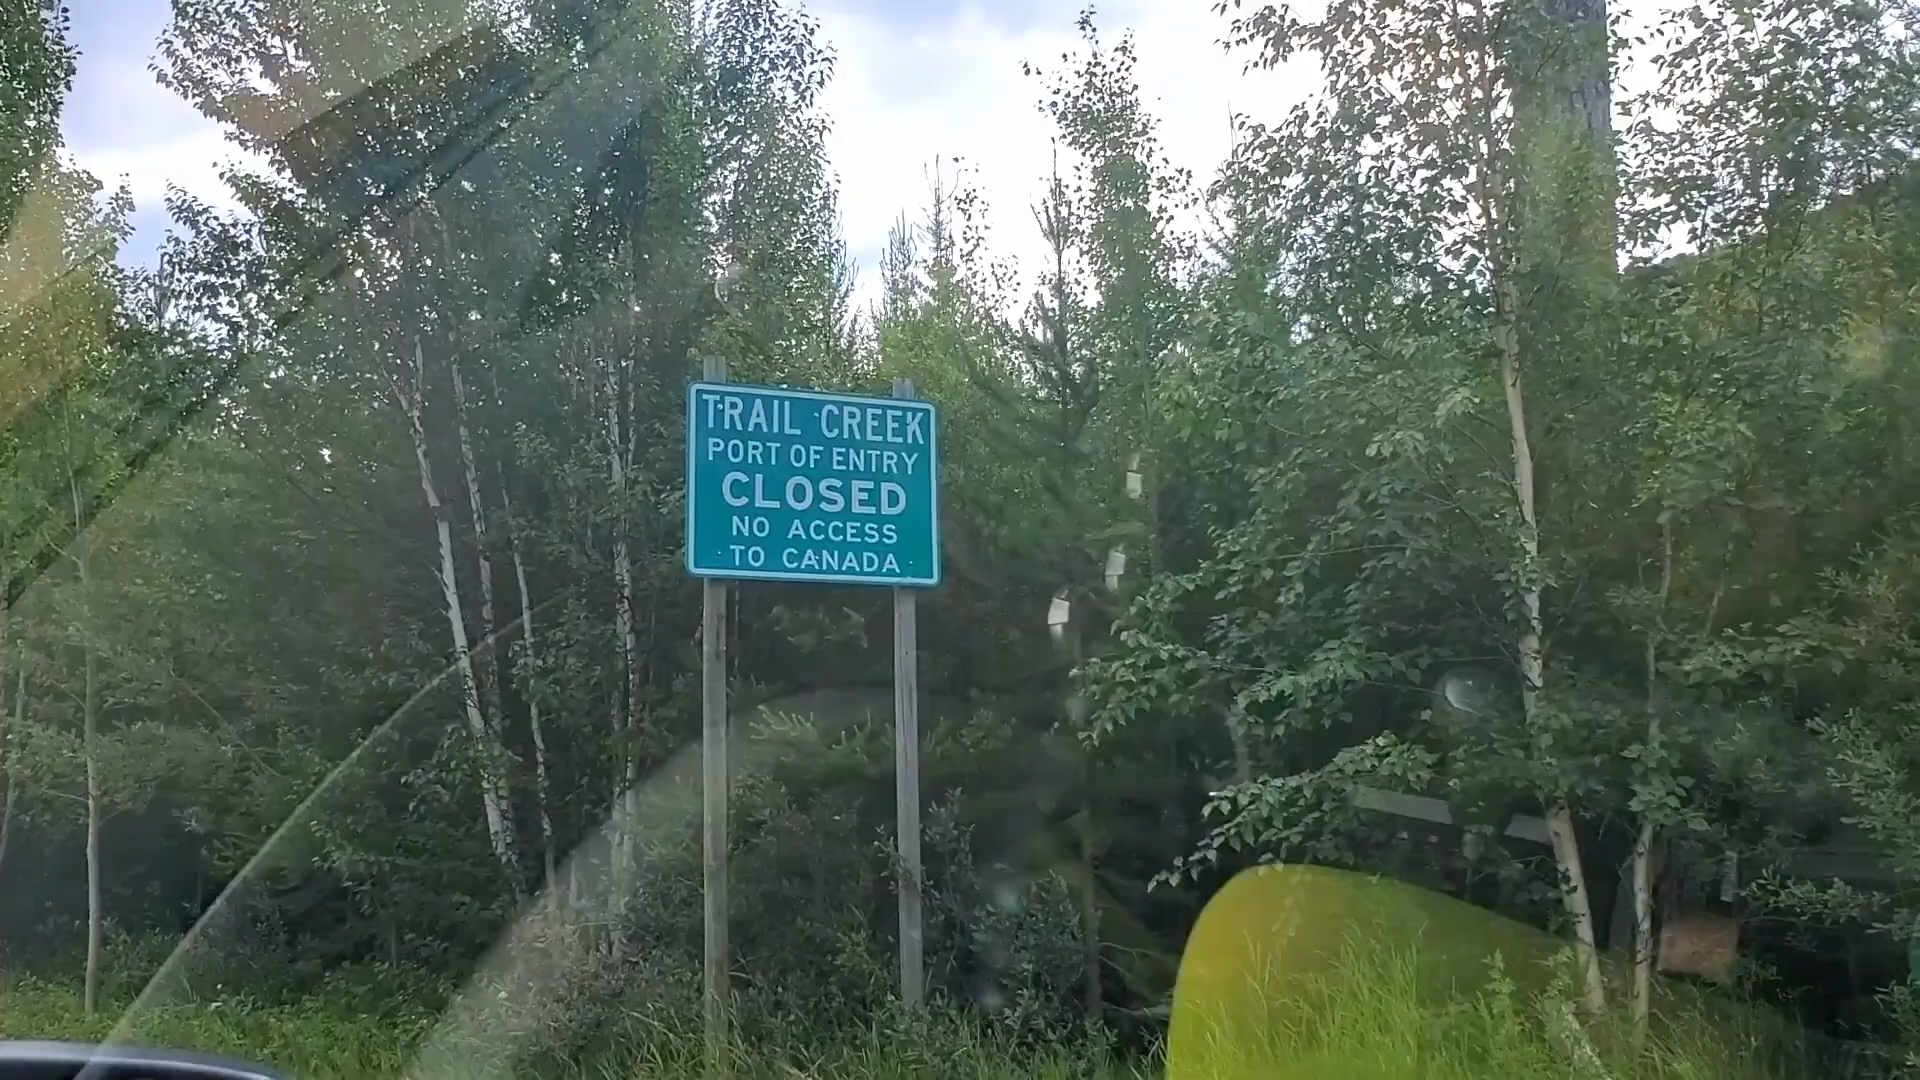 TRAIL CREEK
PORT OF ENTRY
CLOSED
NO ACCESS
TO CANADA